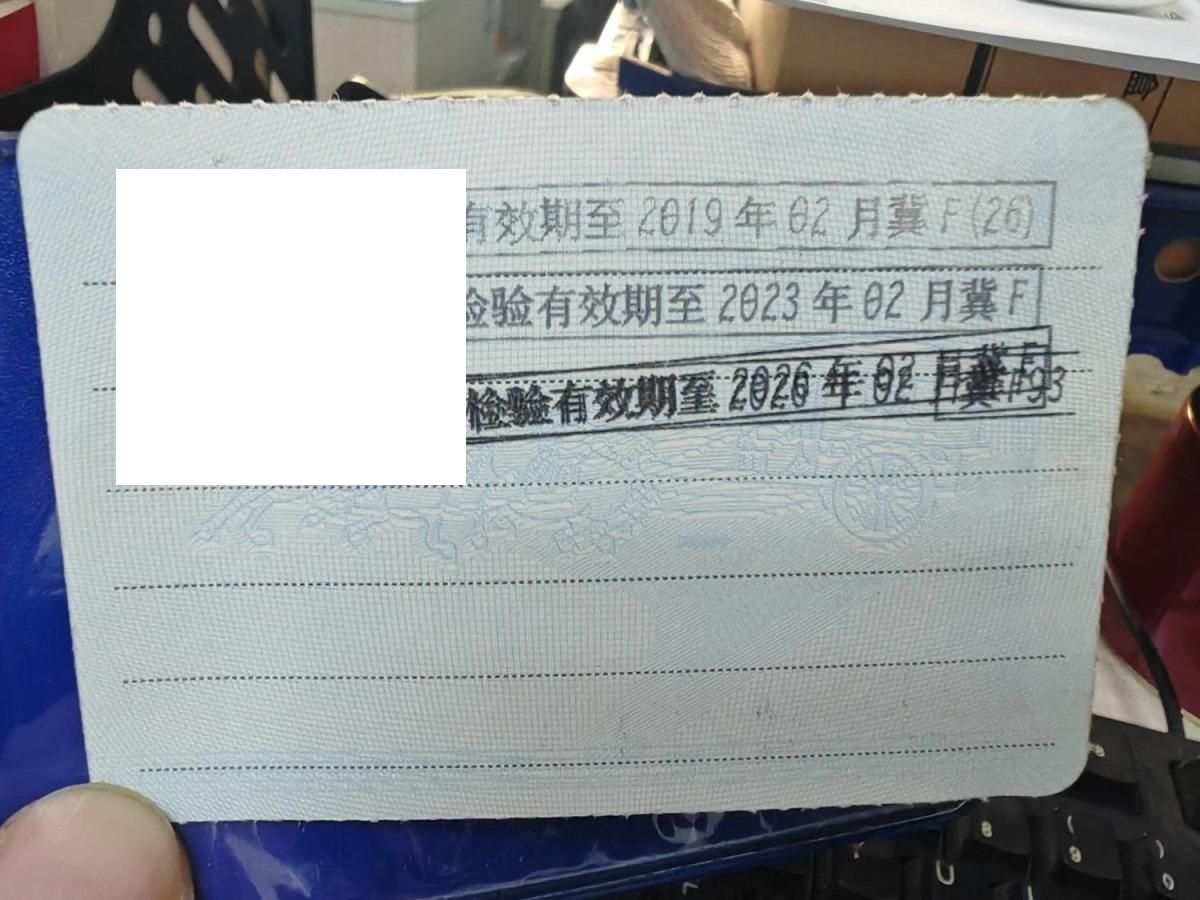 有效期至 2019 年 02 月冀 F(26)
检验有效期至 2023 年 02 月冀 F
检验有效期至 2026 年 02 月冀 F93